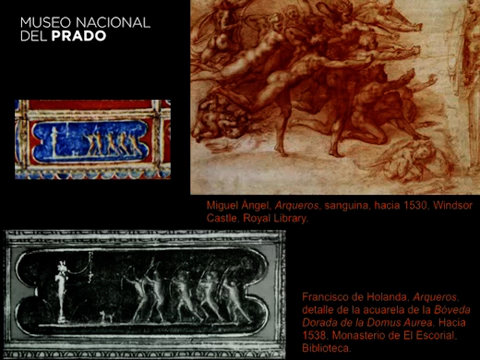 MUSEO NACIONAL
DEL PRADO
Miguel Ángel, Arqueros, sanguina, hacia 1530, Windsor
Castle, Royal Library.
Francisco de Holanda, Arqueros,
detalle de la acuarela de la Bóveda
Dorada de la Domus Aurea. Hacia
1538. Monasterio de El Escorial.
Biblioteca.